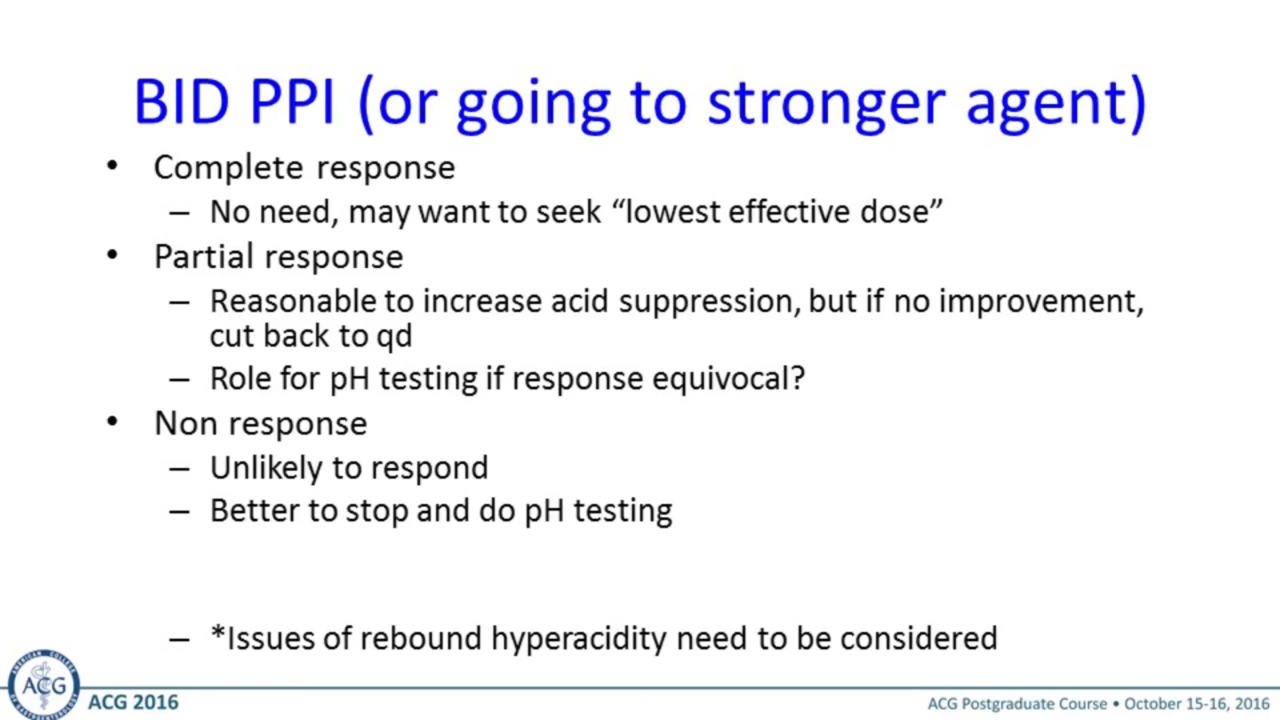 BID PPI (or going to stronger agent)
• Complete response
– No need, may want to seek “lowest effective dose”
• Partial response
– Reasonable to increase acid suppression, but if no improvement,
cut back to qd
– Role for pH testing if response equivocal?
• Non response
– Unlikely to respond
– Better to stop and do pH testing
– *Issues of rebound hyperacidity need to be considered
ACG
ACG 2016
ACG Postgraduate Course • October 15-16, 2016